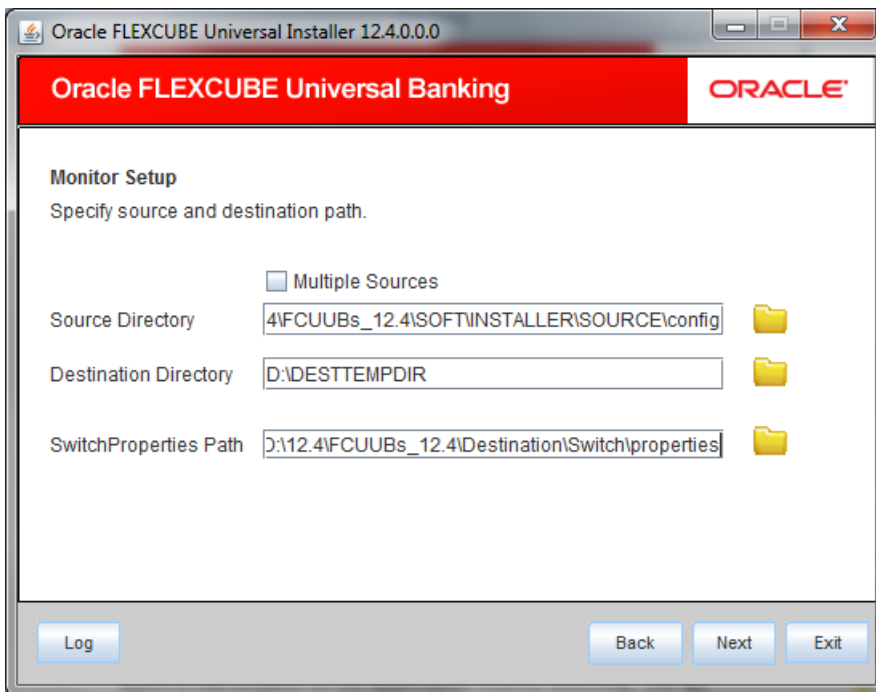 Oracle FLEXCUBE Universal Installer 12.4.0.0.0
Oracle FLEXCUBE Universal Banking
ORACLE
Monitor Setup
Specify source and destination path.
Multiple Sources
Source Directory 4\FCUUBs_12.4\SOFT\INSTALLER\SOURCE\config
Destination Directory D:\DESTTEMPDIR
SwitchProperties Path D:\12.4\FCUUBs_12.4\Destination\Switch\properties
Log Back Next Exit